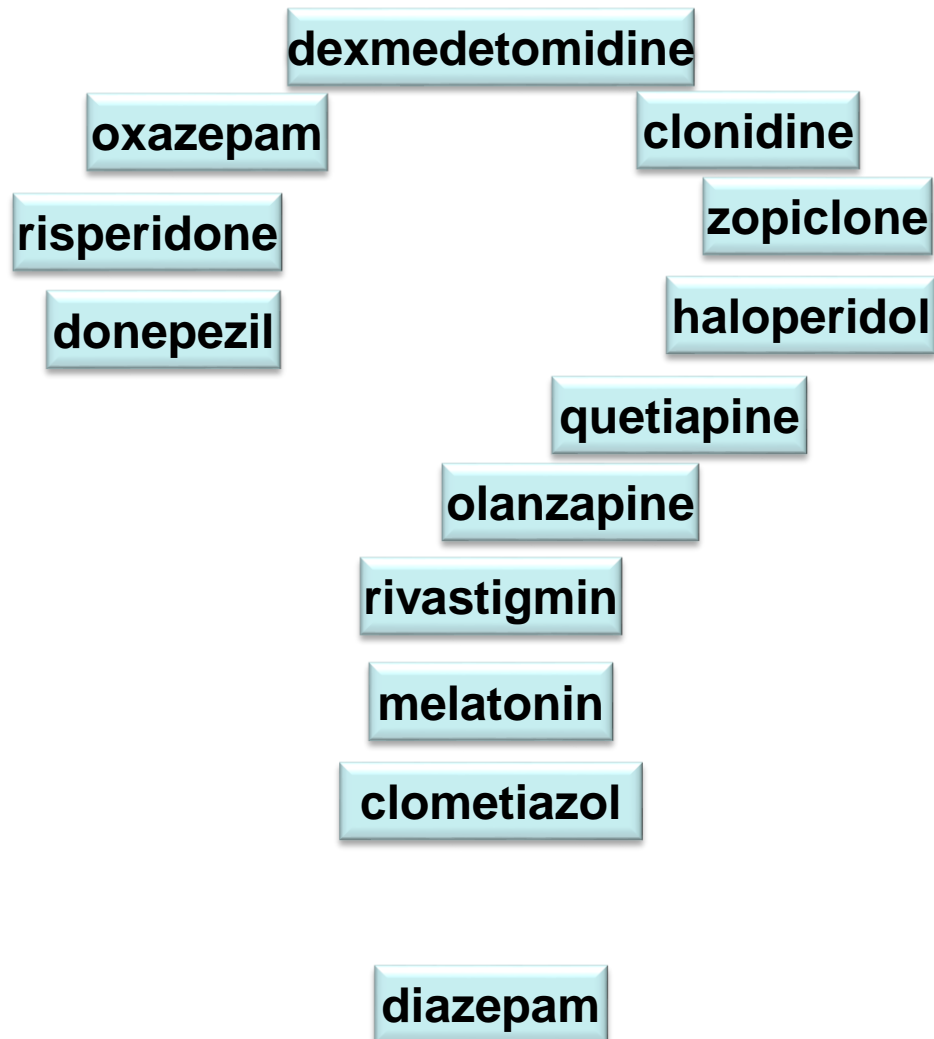 dexmedetomidine
oxazepam
clonidine
risperidone
zopiclone
donepezil
haloperidol
quetiapine
olanzapine
rivastigmin
melatonin
clometiazol
diazepam